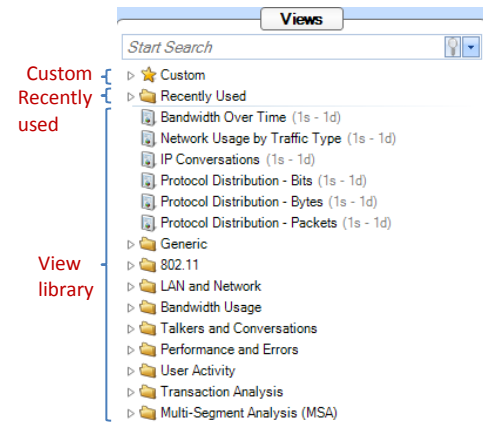 Views
Start Search
Custom
Custom
Recently
used
Recently Used
Bandwidth Over Time (1s - 1d)
Network Usage by Traffic Type (1s - 1d)
IP Conversations (1s - 1d)
Protocol Distribution - Bits (1s - 1d)
Protocol Distribution - Bytes (1s - 1d)
Protocol Distribution - Packets (1s - 1d)
View
library
Generic
802.11
LAN and Network
Bandwidth Usage
Talkers and Conversations
Performance and Errors
User Activity
Transaction Analysis
Multi-Segment Analysis (MSA)